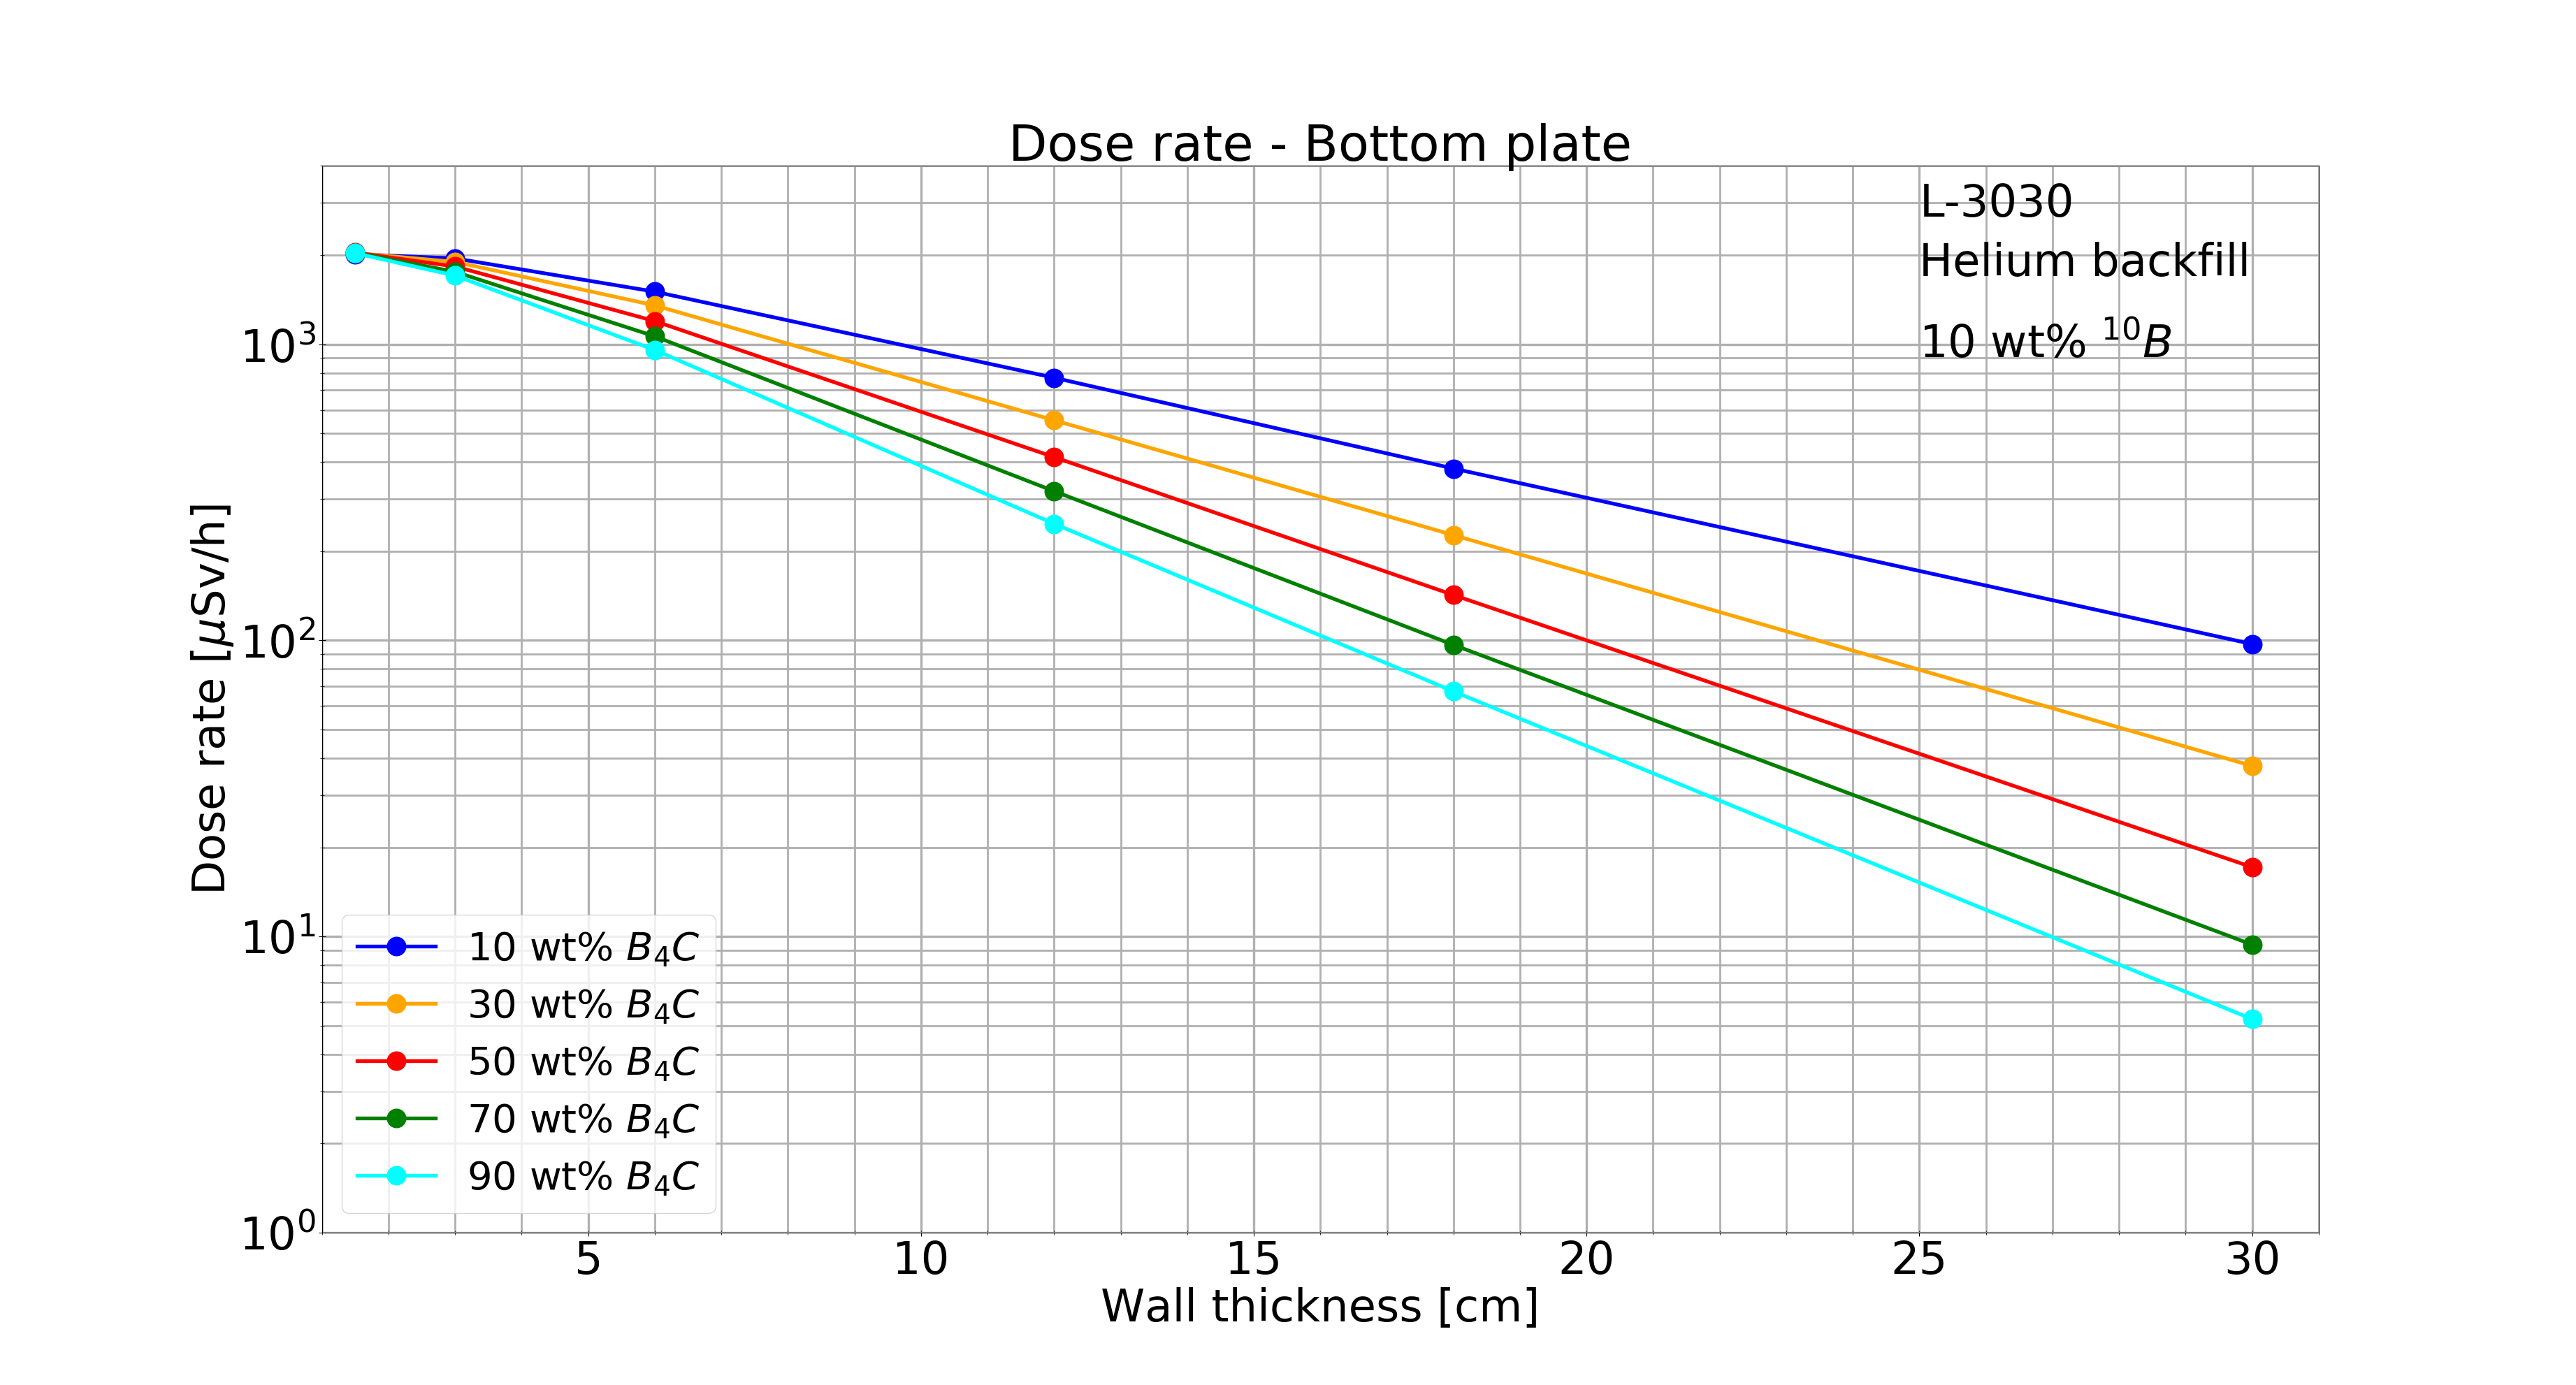 Dose rate - Bottom plate
L-3030
Helium backfill
10 wt% ¹⁰B
Dose rate [μSv/h]
10³
10²
10¹
10⁰
10 wt% B₄C
30 wt% B₄C
50 wt% B₄C
70 wt% B₄C
90 wt% B₄C
5 10 15 20 25 30
Wall thickness [cm]